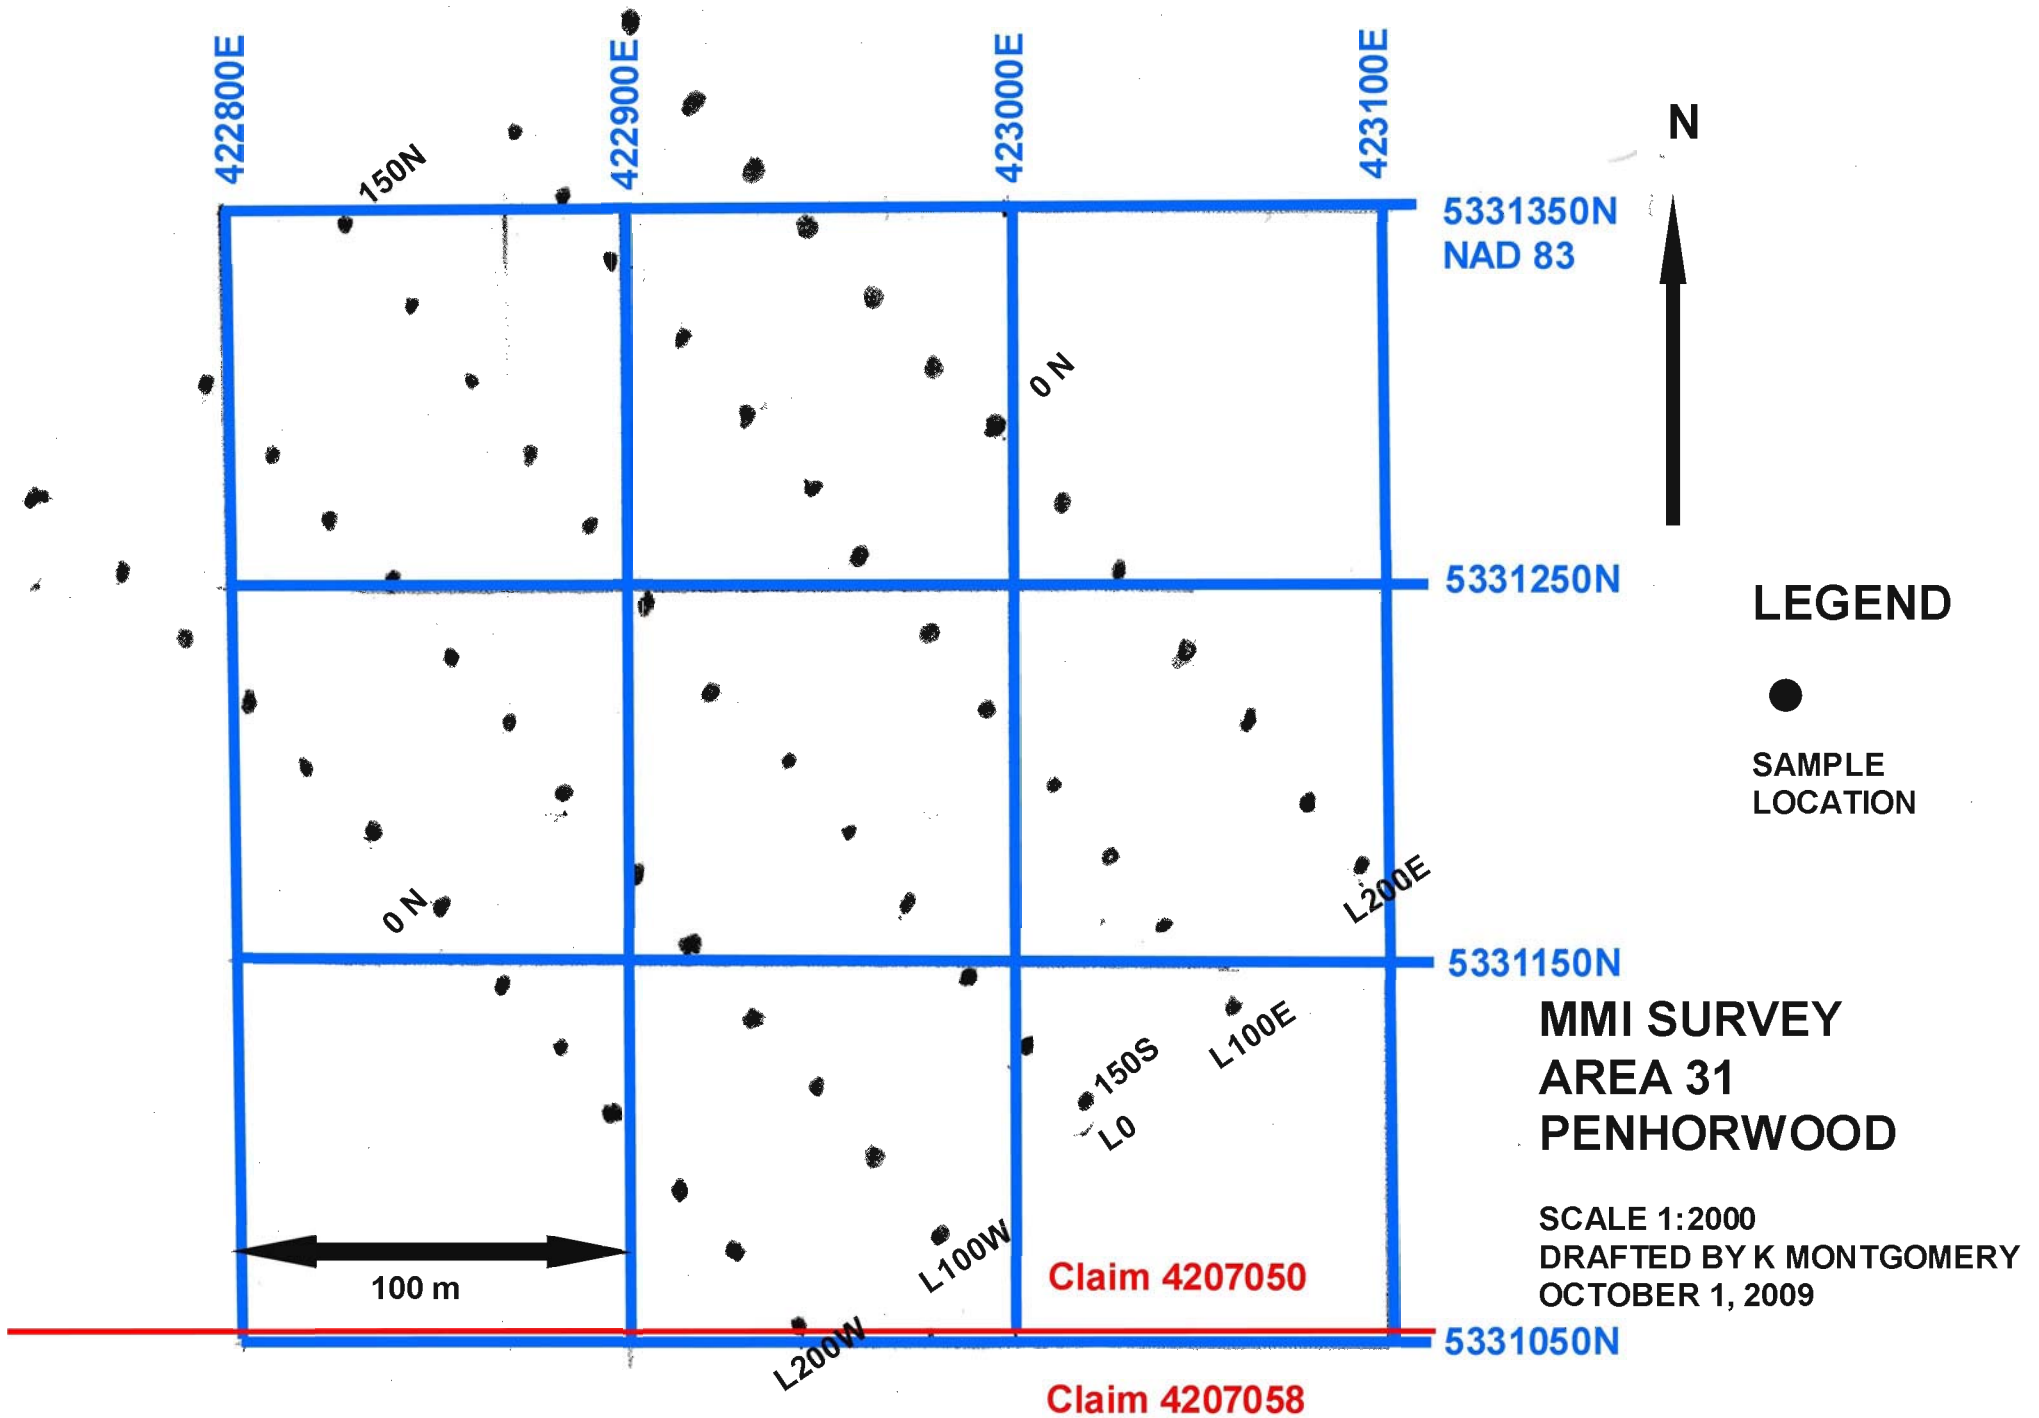 422800E
422900E
423000E
423100E
N
150N
5331350N
NAD 83
0 N
5331250N
LEGEND
SAMPLE
LOCATION
L200E
0 N
5331150N
MMI SURVEY
AREA 31
PENHORWOOD
L100E
150S
L0
SCALE 1:2000
DRAFTED BY K MONTGOMERY
OCTOBER 1, 2009
100 m
L100W
Claim 4207050
5331050N
L200W
Claim 4207058